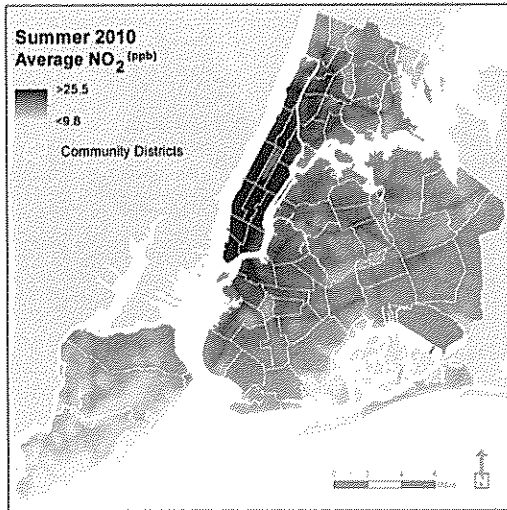 Summer 2010
Average NO₂ (ppb)
>25.5
<9.8
Community Districts